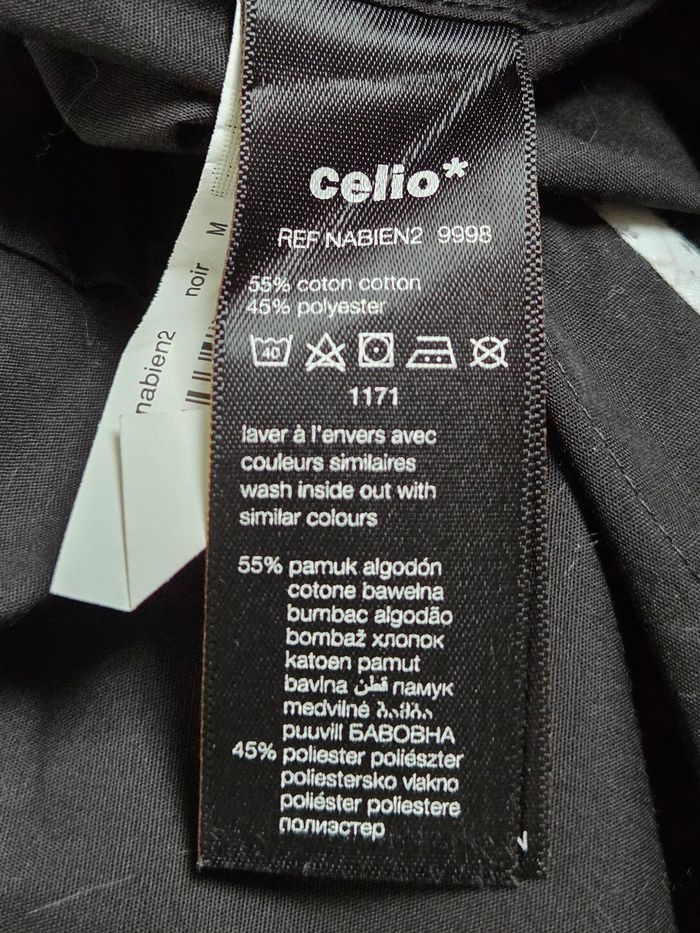 celio*
REF NABIEN2 9998
55% coton cotton
45% polyester
40
1171
laver à l'envers avec
couleurs similaires
wash inside out with
similar colours
55% pamuk algodón
cotone bawełna
bumbac algodão
bombaž хлопок
katoen pamut
bavlna قطن памук
medvilnė ბამბა
puuvill БАВОВНА
45% poliester poliészter
poliestersko vlakno
poliéster poliestere
полиэстер
nabien2 noir M